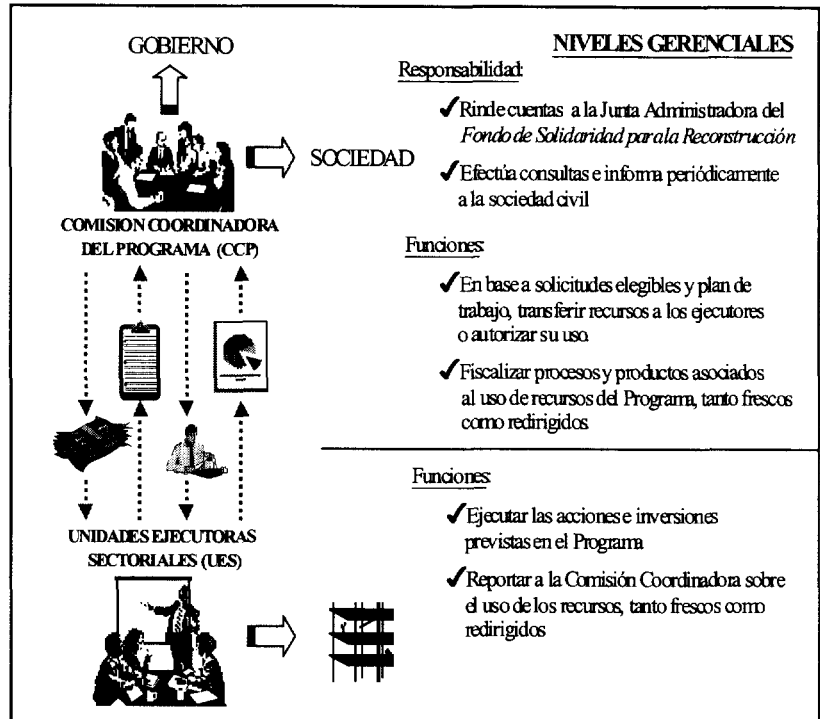 GOBIERNO
SOCIEDAD
COMISION COORDINADORA
DEL PROGRAMA (CCP)
UNIDADES EJECUTORAS
SECTORIALES (UES)
NIVELES GERENCIALES
Responsabilidad:
✓Rinde cuentas a la Junta Administradora del
Fondo de Solidaridad para la Reconstrucción
✓Efectúa consultas e informa periódicamente
a la sociedad civil
Funciones:
✓En base a solicitudes elegibles y plan de
trabajo, transferir recursos a los ejecutores
o autorizar su uso.
✓Fiscalizar procesos y productos asociados
al uso de recursos del Programa, tanto frescos
como redirigidos.
Funciones:
✓Ejecutar las acciones e inversiones
previstas en el Programa
✓Reportar a la Comisión Coordinadora sobre
el uso de los recursos, tanto frescos como
redirigidos